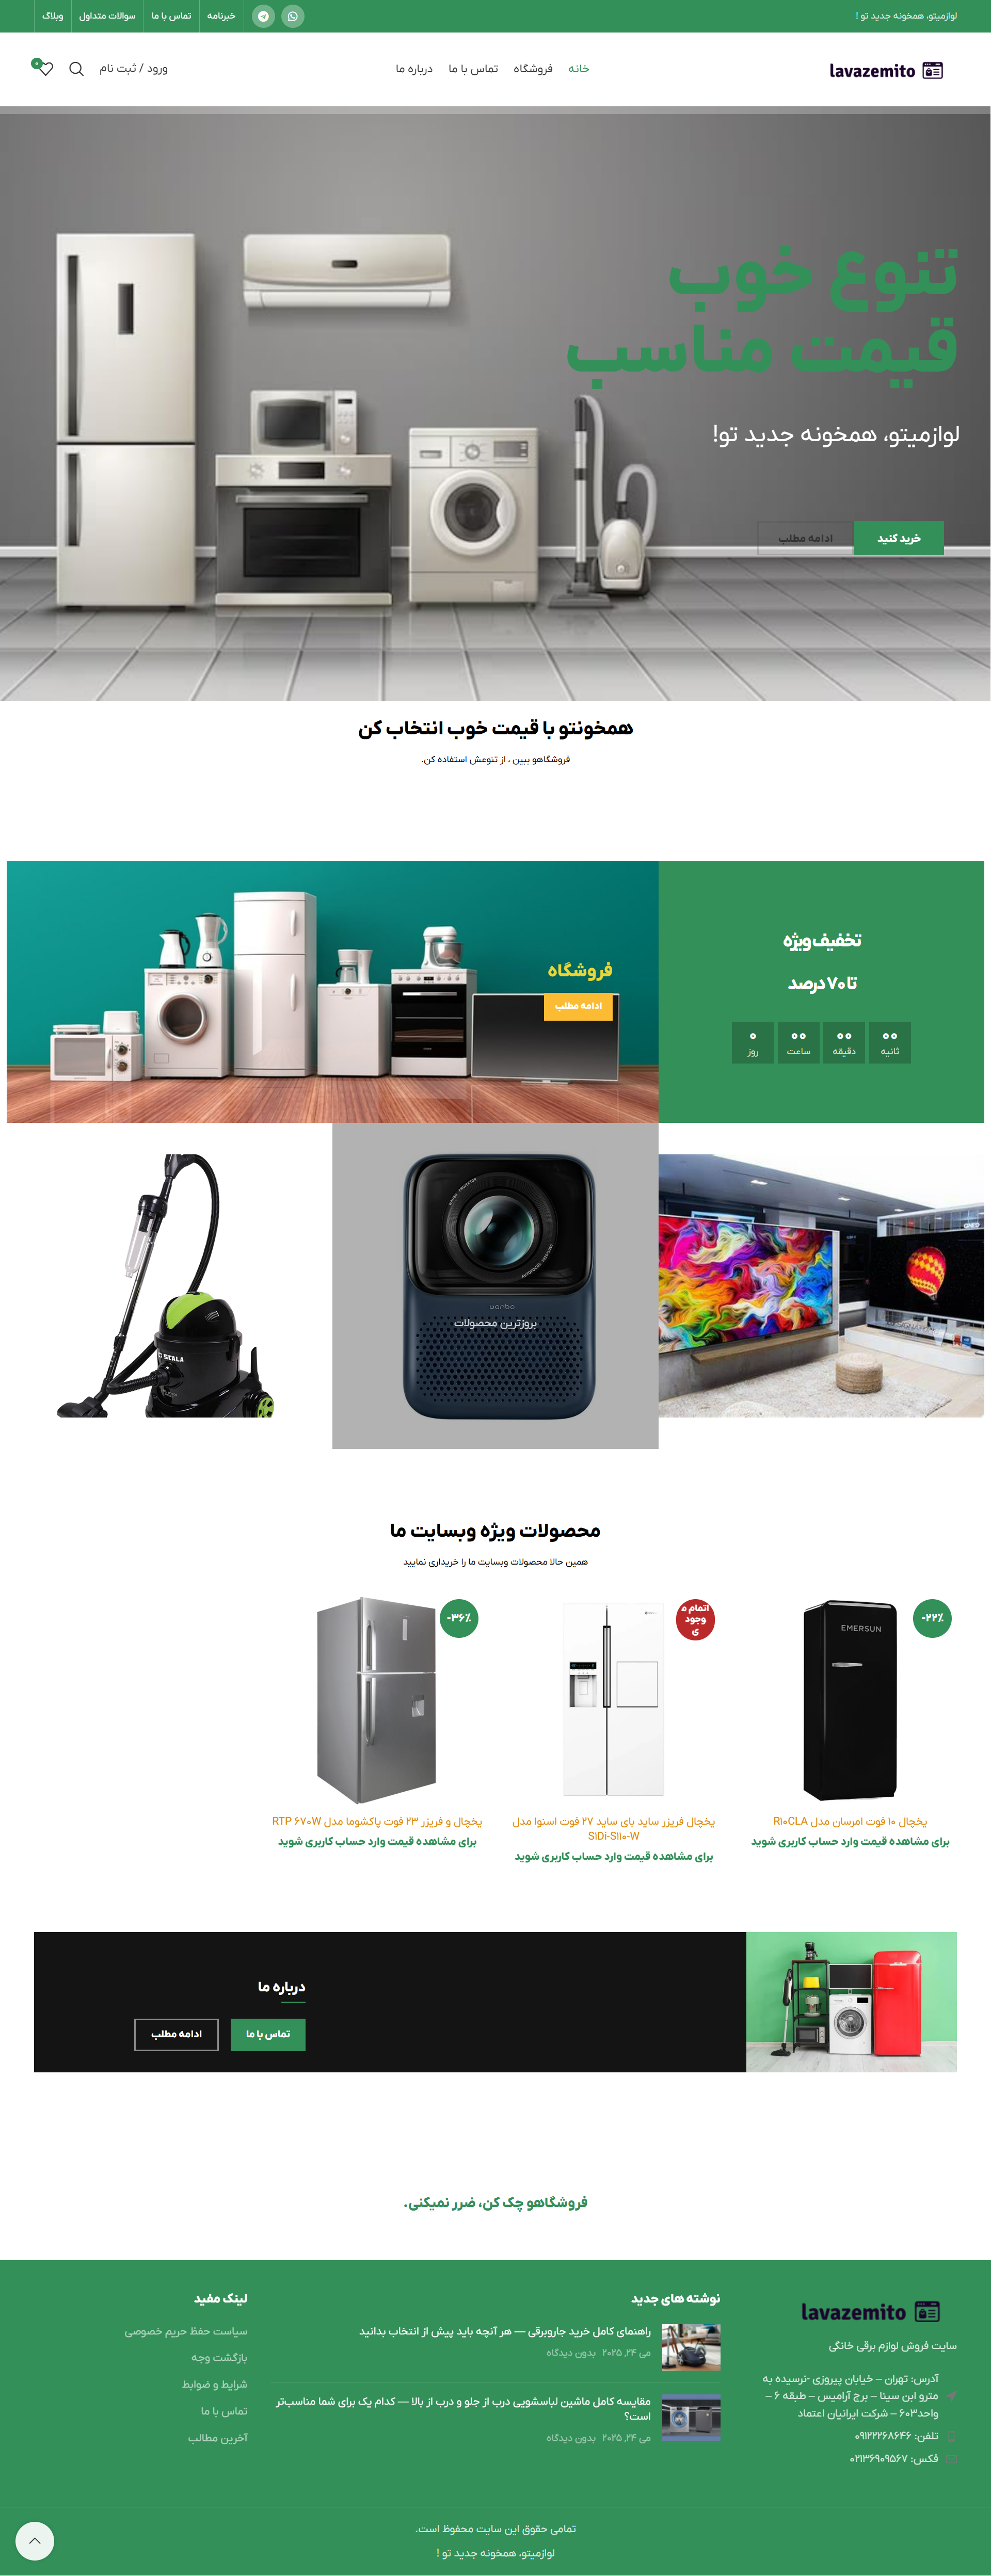 لوازمیتو، همخونه جدید تو !
خبرنامه
تماس با ما
سوالات متداول
وبلاگ
lavazemito
خانه
فروشگاه
تماس با ما
درباره ما
ورود / ثبت نام
۰
تنوع خوب
قیمت مناسب
لوازمیتو، همخونه جدید تو!
خرید کنید
ادامه مطلب
همخونتو با قیمت خوب انتخاب کن
فروشگاهو ببین ، از تنوعش استفاده کن.
تخفیف ویژه
تا ۷۰ درصد
۰
روز
۰۰
ساعت
۰۰
دقیقه
۰۰
ثانیه
فروشگاه
ادامه مطلب
wanbo
بروزترین محصولات
محصولات ویژه وبسایت ما
همین حالا محصولات وبسایت ما را خریداری نمایید
-۲۲٪
EMERSUN
یخچال ۱۰ فوت امرسان مدل R۱۰CLA
برای مشاهده قیمت وارد حساب کاربری شوید
اتمام م
وجود
ی
یخچال فریزر ساید بای ساید ۲۷ فوت اسنوا مدل
S۱Di-S۱۱۰-W
برای مشاهده قیمت وارد حساب کاربری شوید
-۳۶٪
یخچال و فریزر ۲۳ فوت پاکشوما مدل RTP ۶۷۰W
برای مشاهده قیمت وارد حساب کاربری شوید
درباره ما
تماس با ما
ادامه مطلب
فروشگاهو چک کن، ضرر نمیکنی.
lavazemito
سایت فروش لوازم برقی خانگی
آدرس: تهران – خیابان پیروزی -نرسیده به
مترو ابن سینا – برج آرامیس – طبقه ۶ –
واحد۶۰۳ – شرکت ایرانیان اعتماد
تلفن: ۰۹۱۲۲۲۶۸۶۴۶
فکس: ۰۲۱۳۶۹۰۹۵۶۷
نوشته های جدید
راهنمای کامل خرید جاروبرقی — هر آنچه باید پیش از انتخاب بدانید
می ۲۴, ۲۰۲۵ بدون دیدگاه
مقایسه کامل ماشین لباسشویی درب از جلو و درب از بالا — کدام یک برای شما مناسب‌تر
است؟
می ۲۴, ۲۰۲۵ بدون دیدگاه
لینک مفید
سیاست حفظ حریم خصوصی
بازگشت وجه
شرایط و ضوابط
تماس با ما
آخرین مطالب
تمامی حقوق این سایت محفوظ است.
لوازمیتو، همخونه جدید تو !